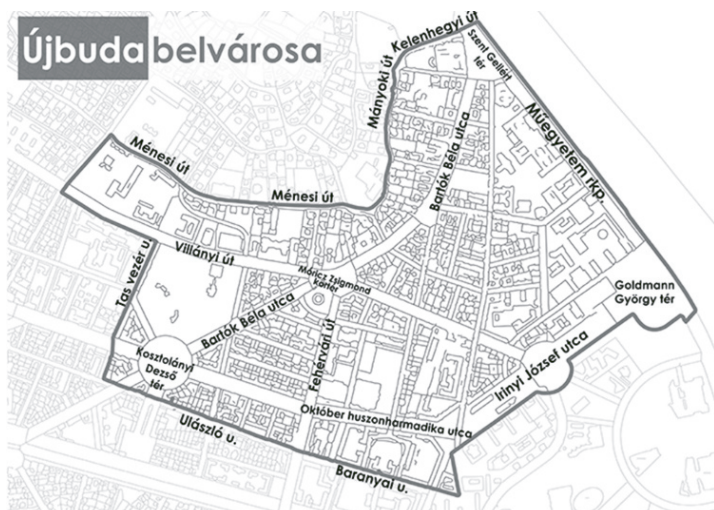 Újbuda belvárosa
Kelenhegyi út
Szent Gellért
tér
Mányoki út
Műegyetem rkp.
Ménesi út
Ménesi út
Bartók Béla utca
Villányi út
Tas vezér u.
Móricz Zsigmond
körtér
Goldmann
György tér
Bartók Béla utca
Fehérvári út
Irinyi József utca
Kosztolányi
Dezső
tér
Október huszonharmadika utca
Ulászló u.
Baranyai u.